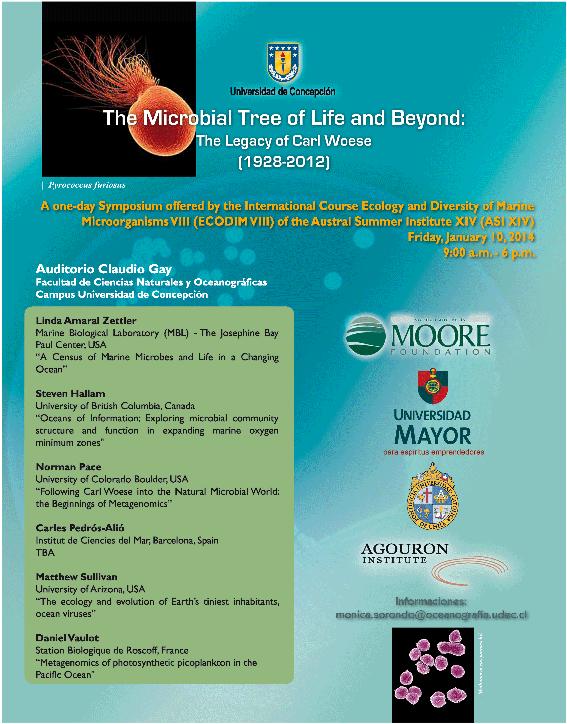 Universidad de Concepción
The Microbial Tree of Life and Beyond:
The Legacy of Carl Woese
(1928-2012)
Pyrococcus furiosus
A one-day Symposium offered by the International Course Ecology and Diversity of Marine
Microorganisms VIII (ECODIM VIII) of the Austral Summer Institute XIV (ASI XIV)
Friday, January 10, 2014
9:00 a.m. - 6 p.m.
Auditorio Claudio Gay
Facultad de Ciencias Naturales y Oceanográficas
Campus Universidad de Concepción
Linda Amaral Zettler
Marine Biological Laboratory (MBL) - The Josephine Bay
Paul Center, USA
“A Census of Marine Microbes and Life in a Changing
Ocean”
Steven Hallam
University of British Columbia, Canada
“Oceans of Information: Exploring microbial community
structure and function in expanding marine oxygen
minimum zones”
Norman Pace
University of Colorado Boulder, USA
“Following Carl Woese into the Natural Microbial World:
the Beginnings of Metagenomics”
Carles Pedrós-Alió
Institut de Ciencies del Mar, Barcelona, Spain
TBA
Matthew Sullivan
University of Arizona, USA
“The ecology and evolution of Earth’s tiniest inhabitants,
ocean viruses”
Daniel Vaulot
Station Biologique de Roscoff, France
“Metagenomics of photosynthetic picoplankton in the
Pacific Ocean”
MOORE
FOUNDATION
UNIVERSIDAD
MAYOR
para espíritus emprendedores
AGOURON
INSTITUTE
Informaciones:
monica.sorondo@oceanografia.udec.cl